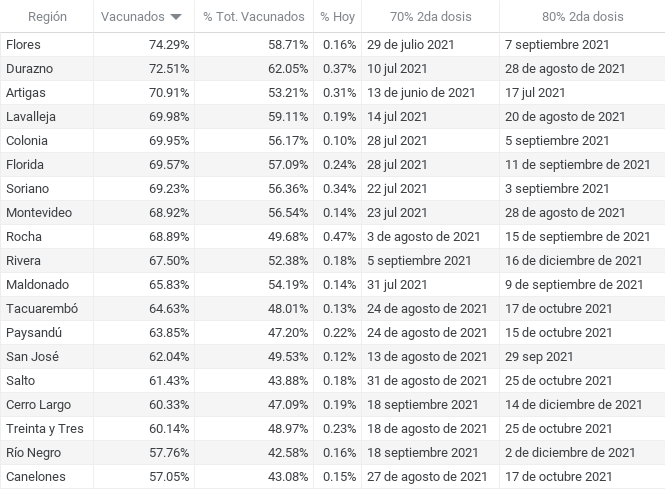 Región Vacunados % Tot. Vacunados % Hoy 70% 2da dosis 80% 2da dosis
Flores 74.29% 58.71% 0.16% 29 de julio 2021 7 septiembre 2021
Durazno 72.51% 62.05% 0.37% 10 jul 2021 28 de agosto de 2021
Artigas 70.91% 53.21% 0.31% 13 de junio de 2021 17 jul 2021
Lavalleja 69.98% 59.11% 0.19% 14 jul 2021 20 de agosto de 2021
Colonia 69.95% 56.17% 0.10% 28 jul 2021 5 septiembre 2021
Florida 69.57% 57.09% 0.24% 28 jul 2021 11 de septiembre de 2021
Soriano 69.23% 56.36% 0.34% 22 jul 2021 3 septiembre 2021
Montevideo 68.92% 56.54% 0.14% 23 jul 2021 28 de agosto de 2021
Rocha 68.89% 49.68% 0.47% 3 de agosto de 2021 15 de septiembre de 2021
Rivera 67.50% 52.38% 0.18% 5 septiembre 2021 16 de diciembre de 2021
Maldonado 65.83% 54.19% 0.14% 31 jul 2021 9 de septiembre de 2021
Tacuarembó 64.63% 48.01% 0.13% 24 de agosto de 2021 17 de octubre 2021
Paysandú 63.85% 47.20% 0.22% 24 de agosto de 2021 15 de octubre 2021
San José 62.04% 49.53% 0.12% 13 de agosto de 2021 29 sep 2021
Salto 61.43% 43.88% 0.18% 31 de agosto de 2021 25 de octubre 2021
Cerro Largo 60.33% 47.09% 0.19% 18 septiembre 2021 14 de diciembre de 2021
Treinta y Tres 60.14% 48.97% 0.23% 18 de agosto de 2021 25 de octubre 2021
Río Negro 57.76% 42.58% 0.16% 18 septiembre 2021 2 de diciembre de 2021
Canelones 57.05% 43.08% 0.15% 27 de agosto de 2021 17 de octubre 2021